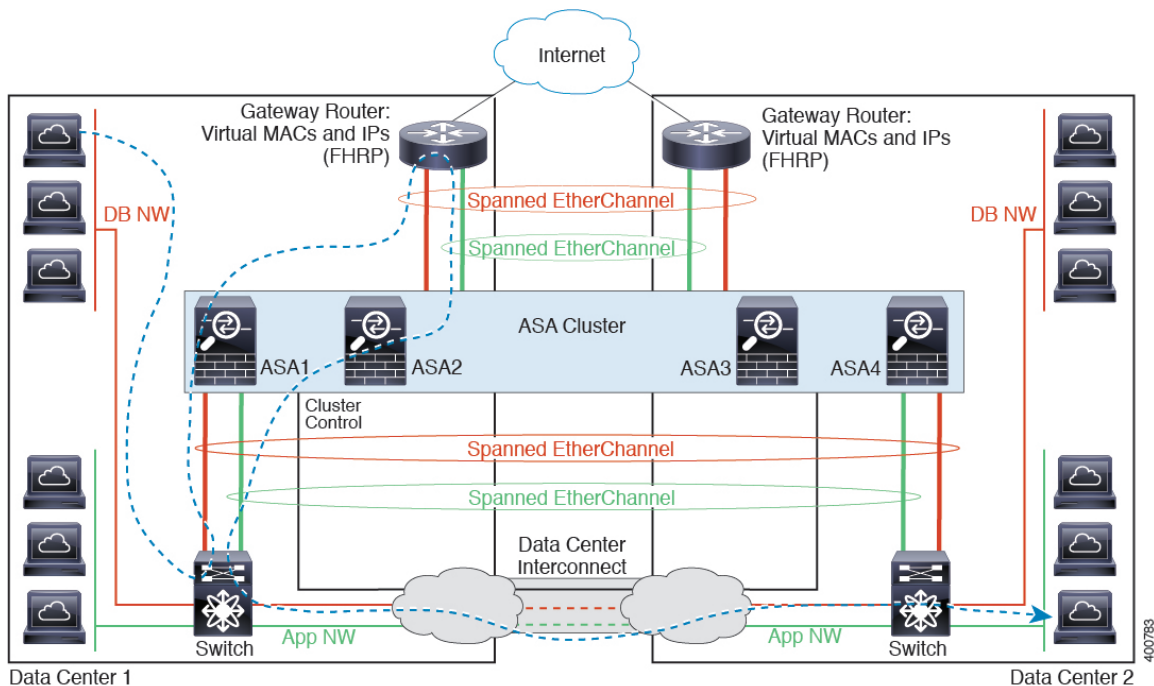 Internet
Gateway Router:
Virtual MACs and IPs
(FHRP)
Gateway Router:
Virtual MACs and IPs
(FHRP)
DB NW
Spanned EtherChannel
DB NW
Spanned EtherChannel
ASA Cluster
ASA1
ASA2
ASA3
ASA4
Cluster
Control
Spanned EtherChannel
Spanned EtherChannel
Data Center
Interconnect
App NW
App NW
Switch
Switch
400783
Data Center 1
Data Center 2